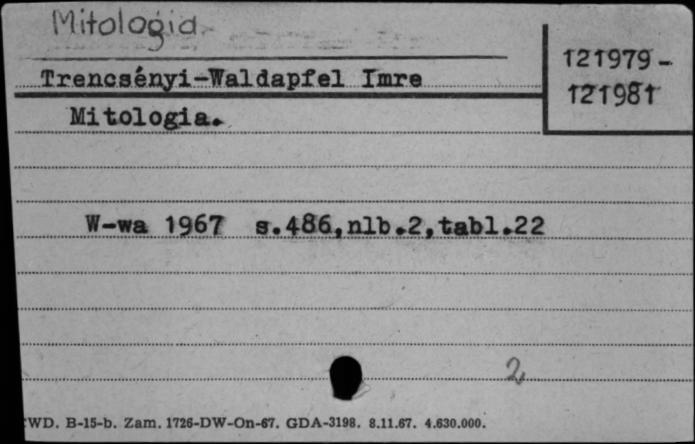 Mitologia
121979-
121981
Trencsényi-Waldapfel Imre
Mitologia.
W-wa 1967 s.486,nlb.2,tabl.22
2
WD. B-15-b. Zam. 1726-DW-On-67. GDA-3198. 8.11.67. 4.630.000.